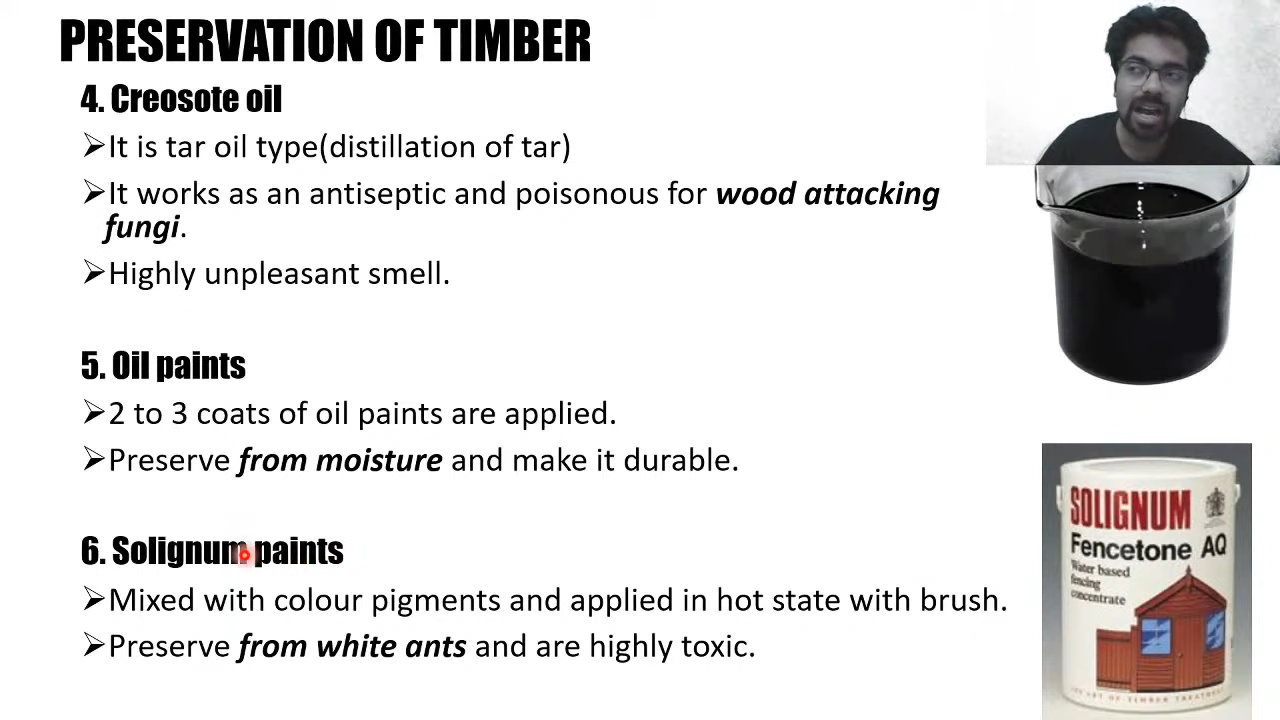 PRESERVATION OF TIMBER
4. Creosote oil
➢It is tar oil type(distillation of tar)
➢It works as an antiseptic and poisonous for wood attacking
fungi.
➢Highly unpleasant smell.
5. Oil paints
➢2 to 3 coats of oil paints are applied.
➢Preserve from moisture and make it durable.
6. Solignum paints
➢Mixed with colour pigments and applied in hot state with brush.
➢Preserve from white ants and are highly toxic.
SOLIGNUM
Fencetone AQ
Water based
fencing
concentrate
ART OF TIMBER TREATMENT